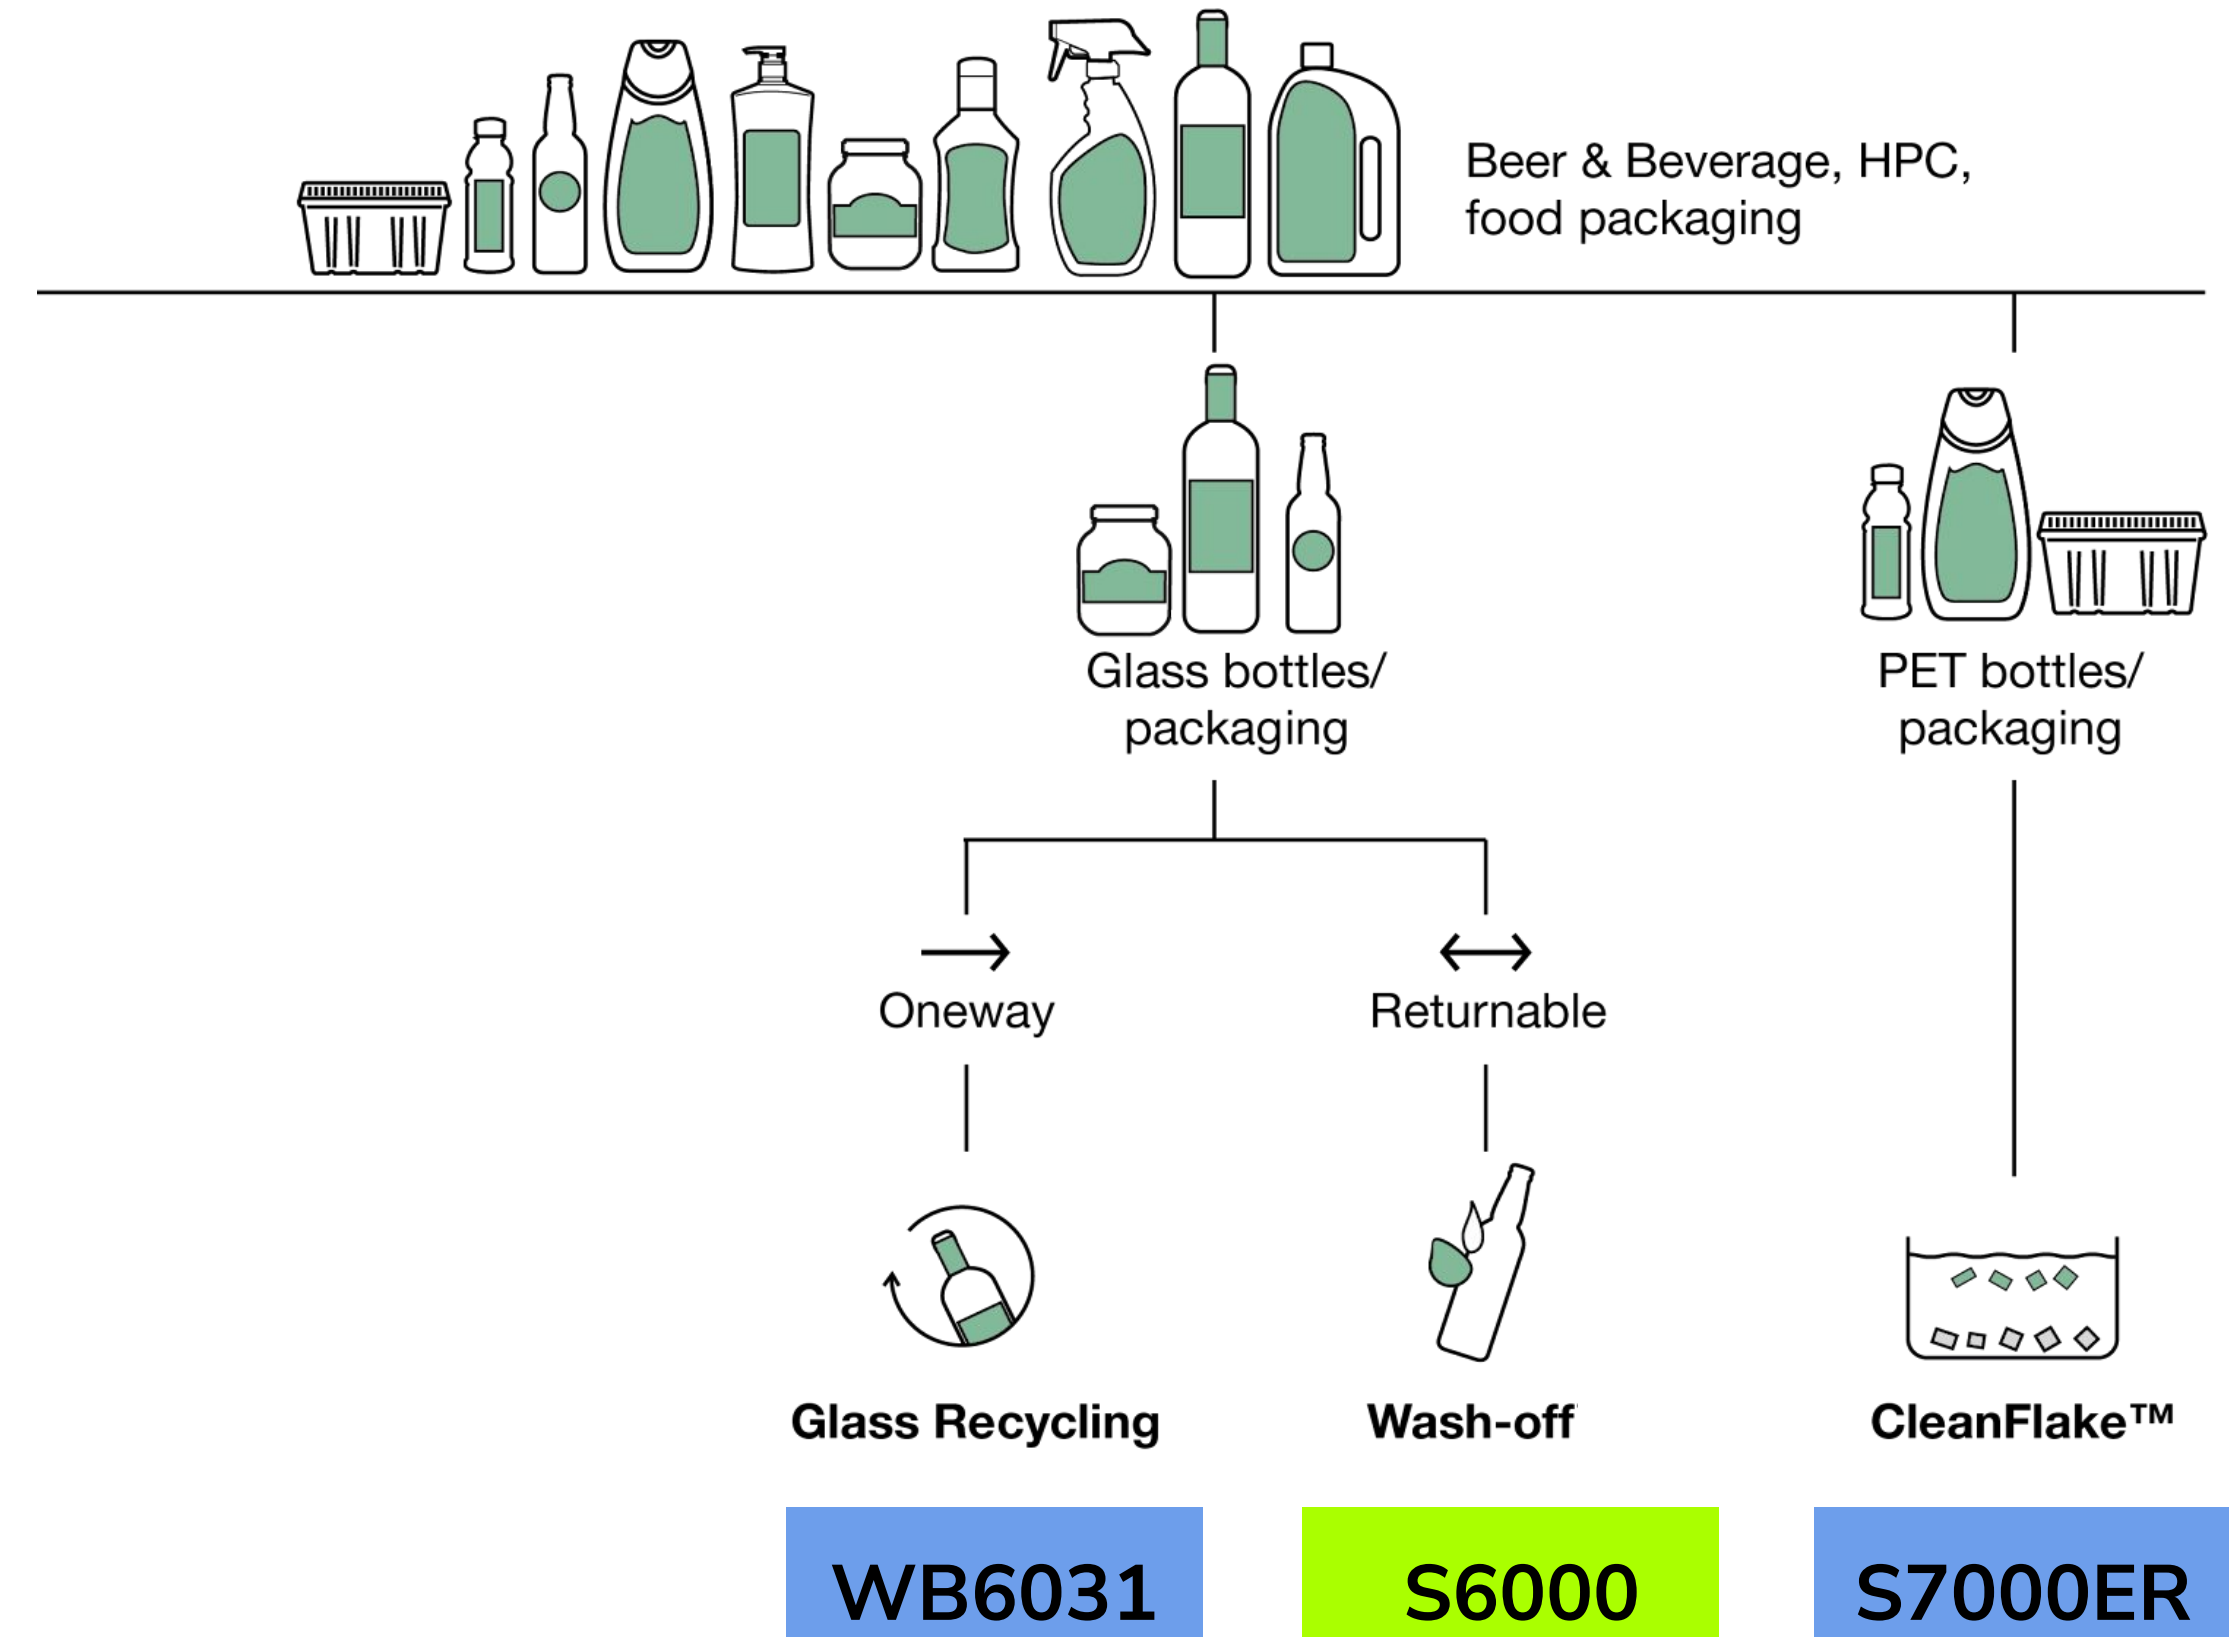 Beer & Beverage, HPC,
food packaging
Glass bottles/
packaging
PET bottles/
packaging
Oneway
Returnable
Glass Recycling
Wash-off
CleanFlake™
WB6031
S6000
S7000ER